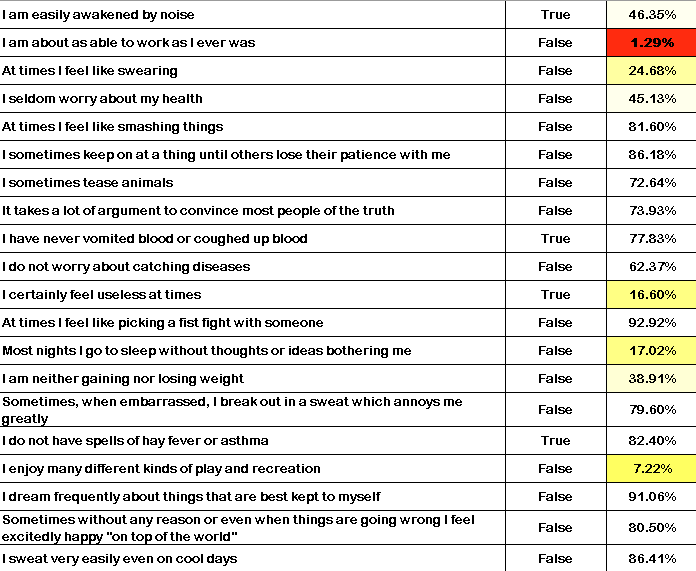 I am easily awakened by noise True 46.35%
I am about as able to work as I ever was False 1.29%
At times I feel like swearing False 24.68%
I seldom worry about my health False 45.13%
At times I feel like smashing things False 81.60%
I sometimes keep on at a thing until others lose their patience with me False 86.18%
I sometimes tease animals False 72.64%
It takes a lot of argument to convince most people of the truth False 73.93%
I have never vomited blood or coughed up blood True 77.83%
I do not worry about catching diseases False 62.37%
I certainly feel useless at times True 16.60%
At times I feel like picking a fist fight with someone False 92.92%
Most nights I go to sleep without thoughts or ideas bothering me False 17.02%
I am neither gaining nor losing weight False 38.91%
Sometimes, when embarrassed, I break out in a sweat which annoys me
greatly False 79.60%
I do not have spells of hay fever or asthma True 82.40%
I enjoy many different kinds of play and recreation False 7.22%
I dream frequently about things that are best kept to myself False 91.06%
Sometimes without any reason or even when things are going wrong I feel
excitedly happy "on top of the world" False 80.50%
I sweat very easily even on cool days False 86.41%